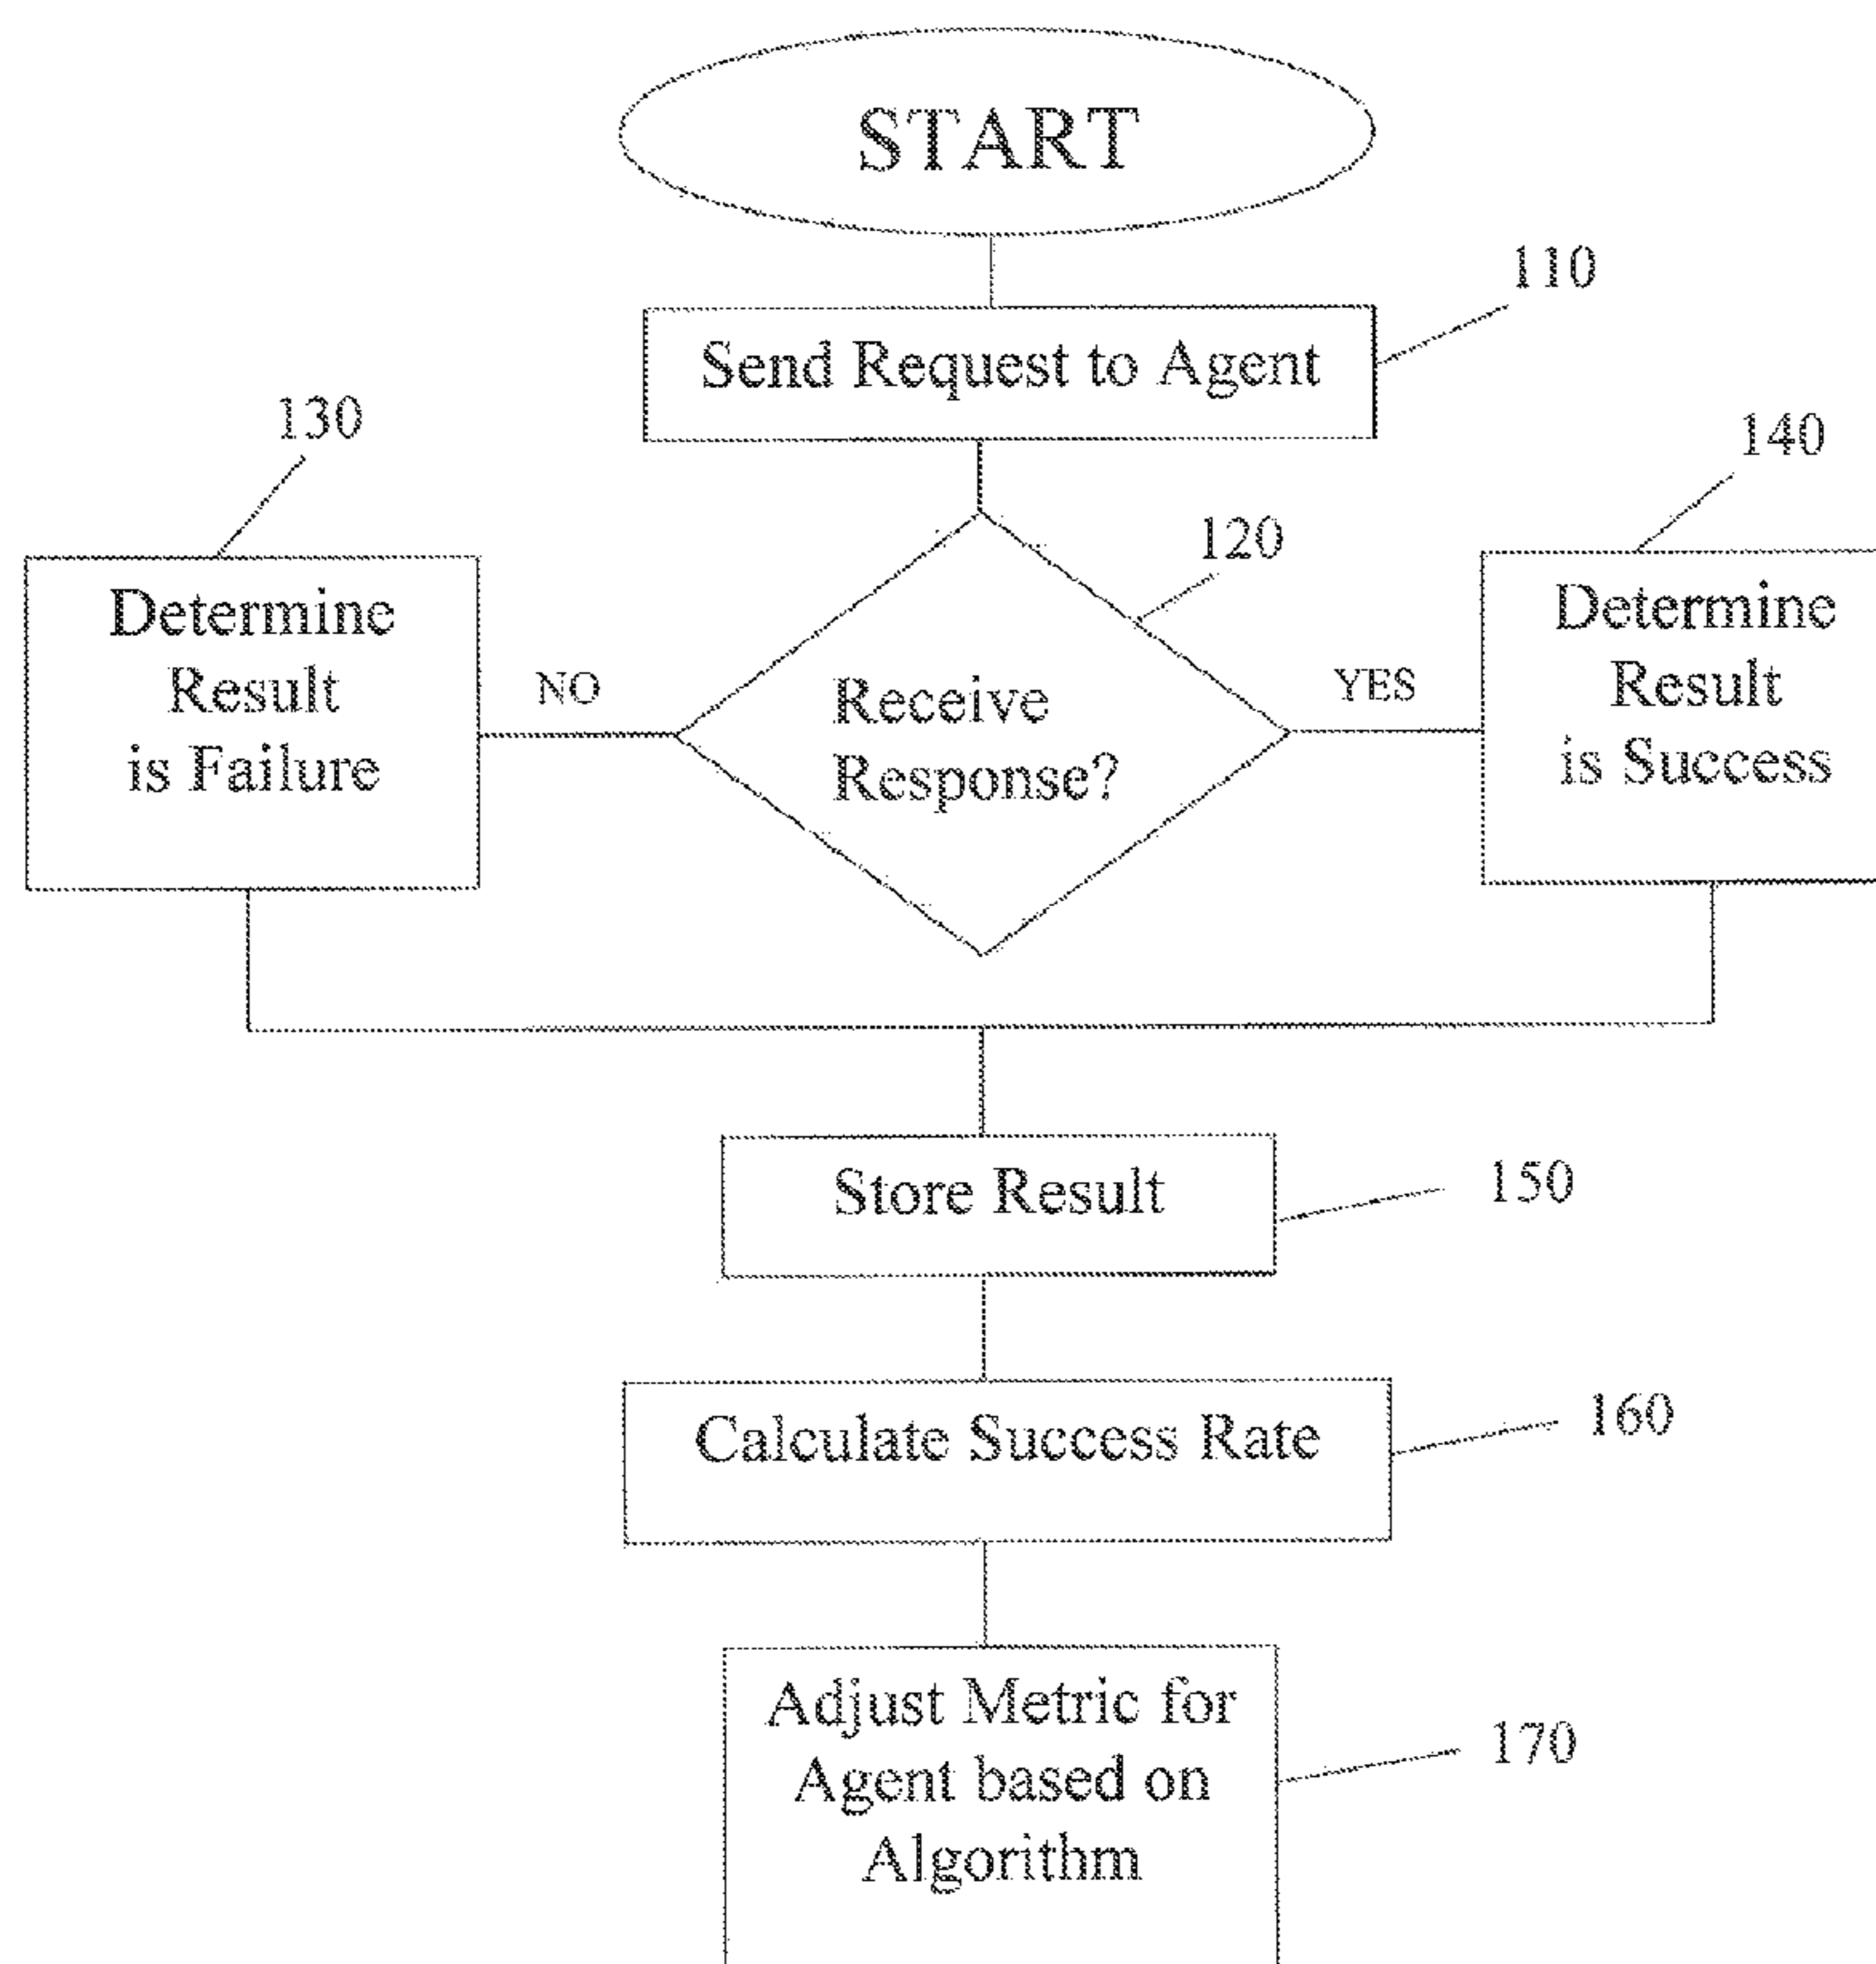 START
110
Send Request to Agent
130
140
120
Determine
Result
is Failure
NO
Receive
Response?
YES
Determine
Result
is Success
Store Result
150
Calculate Success Rate
160
Adjust Metric for
Agent based on
Algorithm
170